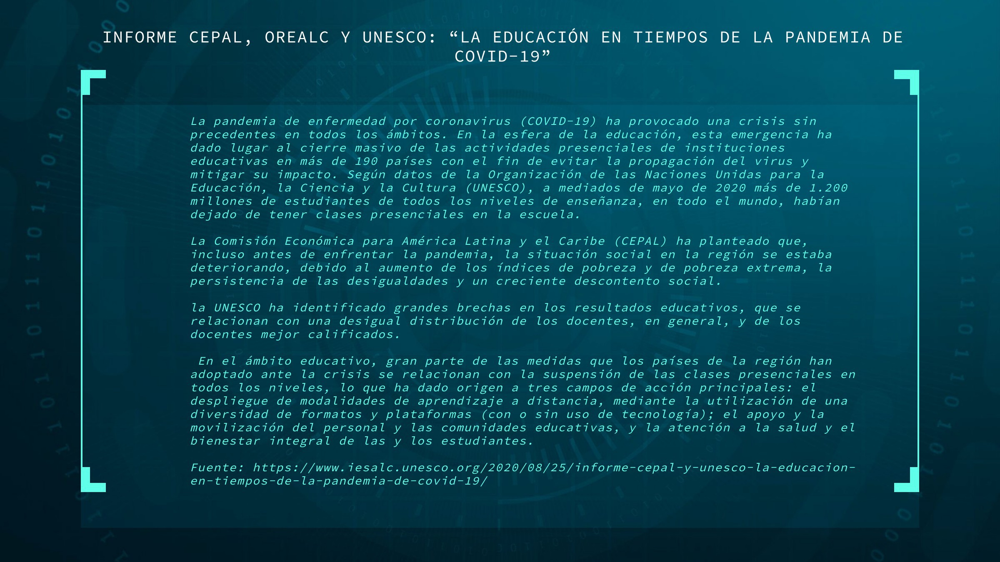 INFORME CEPAL, OREALC Y UNESCO: “LA EDUCACIÓN EN TIEMPOS DE LA PANDEMIA DE
COVID-19”
La pandemia de enfermedad por coronavirus (COVID-19) ha provocado una crisis sin
precedentes en todos los ámbitos. En la esfera de la educación, esta emergencia ha
dado lugar al cierre masivo de las actividades presenciales de instituciones
educativas en más de 190 países con el fin de evitar la propagación del virus y
mitigar su impacto. Según datos de la Organización de las Naciones Unidas para la
Educación, la Ciencia y la Cultura (UNESCO), a mediados de mayo de 2020 más de 1.200
millones de estudiantes de todos los niveles de enseñanza, en todo el mundo, habían
dejado de tener clases presenciales en la escuela.
La Comisión Económica para América Latina y el Caribe (CEPAL) ha planteado que,
incluso antes de enfrentar la pandemia, la situación social en la región se estaba
deteriorando, debido al aumento de los índices de pobreza y de pobreza extrema, la
persistencia de las desigualdades y un creciente descontento social.
la UNESCO ha identificado grandes brechas en los resultados educativos, que se
relacionan con una desigual distribución de los docentes, en general, y de los
docentes mejor calificados.
En el ámbito educativo, gran parte de las medidas que los países de la región han
adoptado ante la crisis se relacionan con la suspensión de las clases presenciales en
todos los niveles, lo que ha dado origen a tres campos de acción principales: el
despliegue de modalidades de aprendizaje a distancia, mediante la utilización de una
diversidad de formatos y plataformas (con o sin uso de tecnología); el apoyo y la
movilización del personal y las comunidades educativas, y la atención a la salud y el
bienestar integral de las y los estudiantes.
Fuente: https://www.iesalc.unesco.org/2020/08/25/informe-cepal-y-unesco-la-educacion-
en-tiempos-de-la-pandemia-de-covid-19/